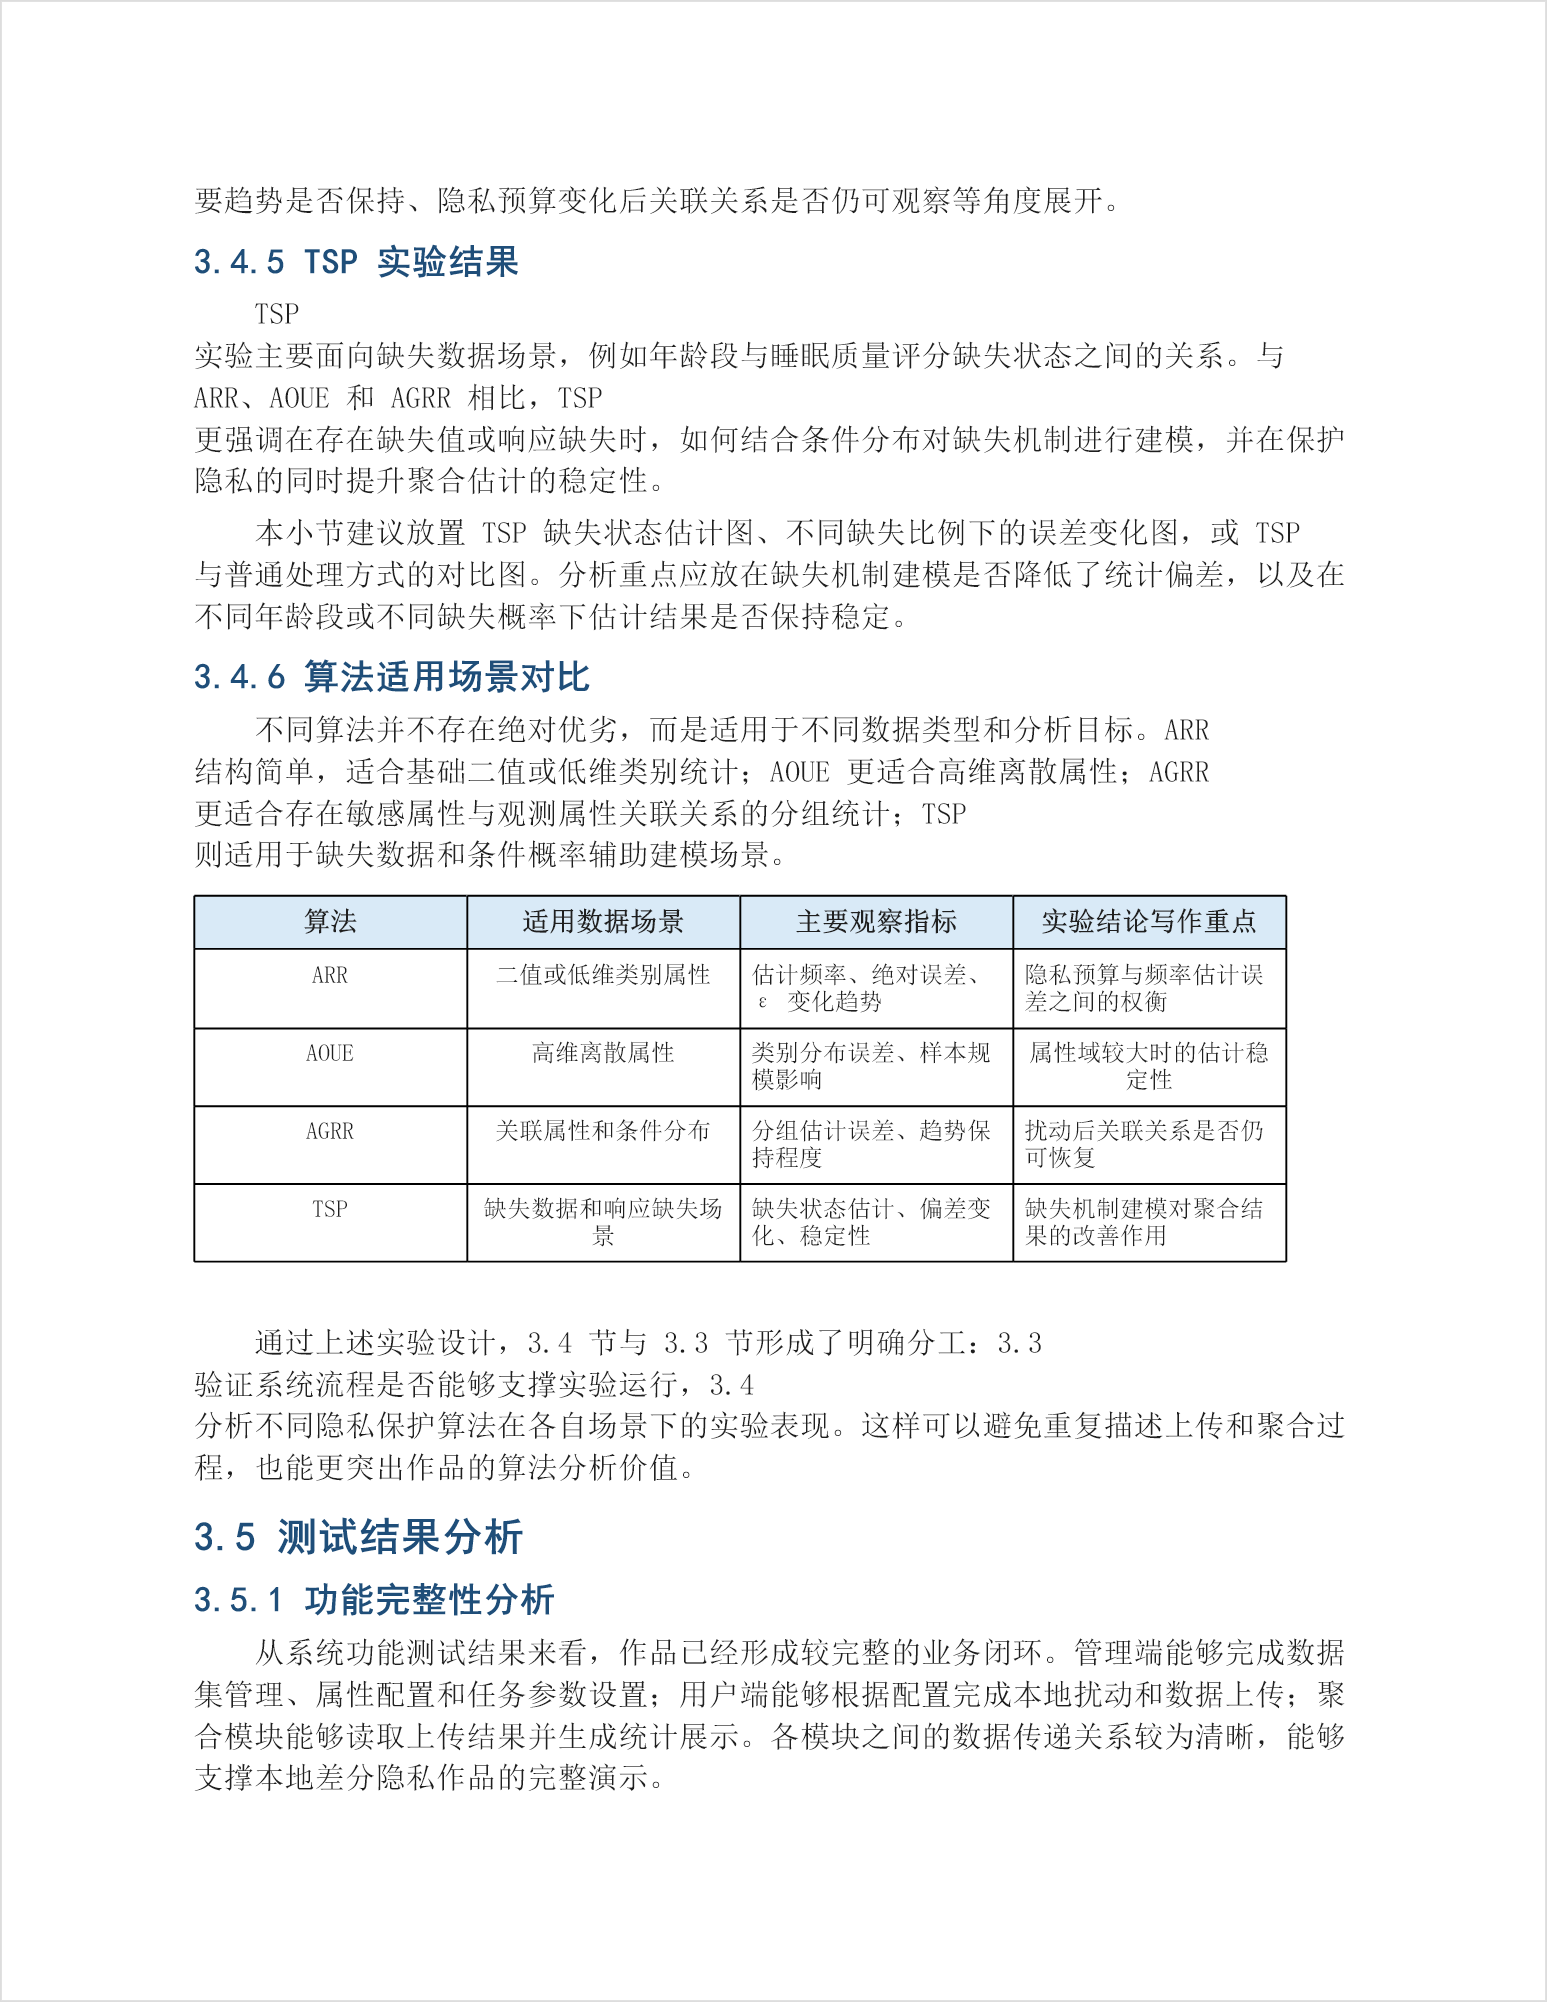 要趋势是否保持、隐私预算变化后关联关系是否仍可观察等角度展开。
3.4.5 TSP 实验结果
TSP
实验主要面向缺失数据场景，例如年龄段与睡眠质量评分缺失状态之间的关系。与
ARR、AOUE 和 AGRR 相比，TSP
更强调在存在缺失值或响应缺失时，如何结合条件分布对缺失机制进行建模，并在保护
隐私的同时提升聚合估计的稳定性。
本小节建议放置 TSP 缺失状态估计图、不同缺失比例下的误差变化图，或 TSP
与普通处理方式的对比图。分析重点应放在缺失机制建模是否降低了统计偏差，以及在
不同年龄段或不同缺失概率下估计结果是否保持稳定。
3.4.6 算法适用场景对比
不同算法并不存在绝对优劣，而是适用于不同数据类型和分析目标。ARR
结构简单，适合基础二值或低维类别统计；AOUE 更适合高维离散属性；AGRR
更适合存在敏感属性与观测属性关联关系的分组统计；TSP
则适用于缺失数据和条件概率辅助建模场景。
算法 适用数据场景 主要观察指标 实验结论写作重点
ARR 二值或低维类别属性 估计频率、绝对误差、 隐私预算与频率估计误
ε 变化趋势 差之间的权衡
AOUE 高维离散属性 类别分布误差、样本规 属性域较大时的估计稳
模影响 定性
AGRR 关联属性和条件分布 分组估计误差、趋势保 扰动后关联关系是否仍
持程度 可恢复
TSP 缺失数据和响应缺失场 缺失状态估计、偏差变 缺失机制建模对聚合结
景 化、稳定性 果的改善作用
通过上述实验设计，3.4 节与 3.3 节形成了明确分工：3.3
验证系统流程是否能够支撑实验运行，3.4
分析不同隐私保护算法在各自场景下的实验表现。这样可以避免重复描述上传和聚合过
程，也能更突出作品的算法分析价值。
3.5 测试结果分析
3.5.1 功能完整性分析
从系统功能测试结果来看，作品已经形成较完整的业务闭环。管理端能够完成数据
集管理、属性配置和任务参数设置；用户端能够根据配置完成本地扰动和数据上传；聚
合模块能够读取上传结果并生成统计展示。各模块之间的数据传递关系较为清晰，能够
支撑本地差分隐私作品的完整演示。